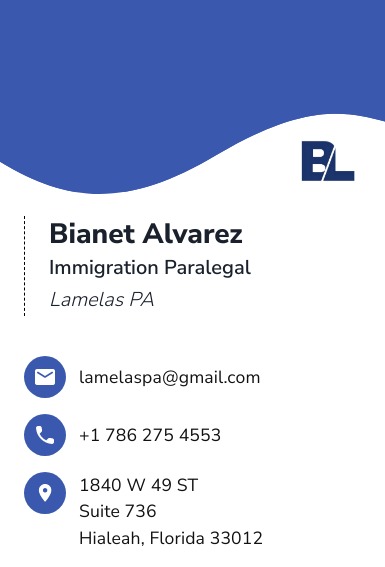 BL
Bianet Alvarez
Immigration Paralegal
Lamelas PA
lamelaspa@gmail.com
+1 786 275 4553
1840 W 49 ST
Suite 736
Hialeah, Florida 33012